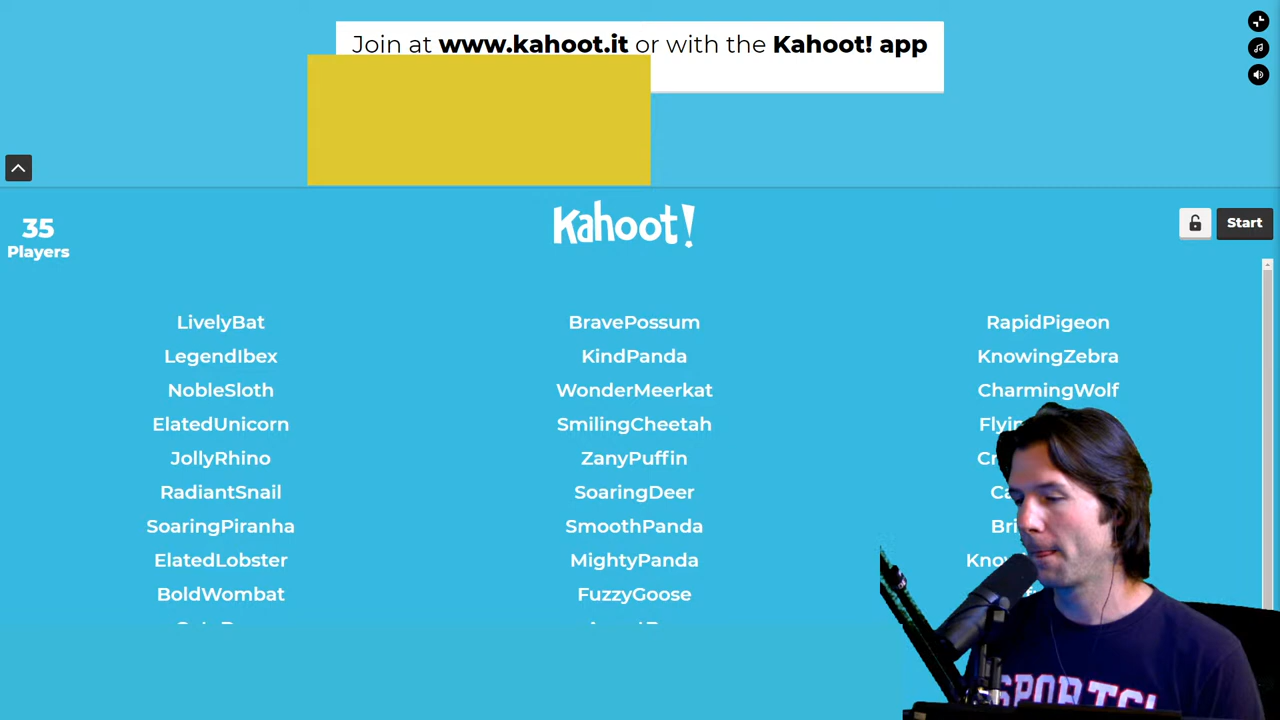 Join at www.kahoot.it or with the Kahoot! app
35
Players
Kahoot!
Start
LivelyBat
BravePossum
RapidPigeon
LegendIbex
KindPanda
KnowingZebra
NobleSloth
WonderMeerkat
CharmingWolf
ElatedUnicorn
SmilingCheetah
JollyRhino
ZanyPuffin
RadiantSnail
SoaringDeer
SoaringPiranha
SmoothPanda
ElatedLobster
MightyPanda
BoldWombat
FuzzyGoose